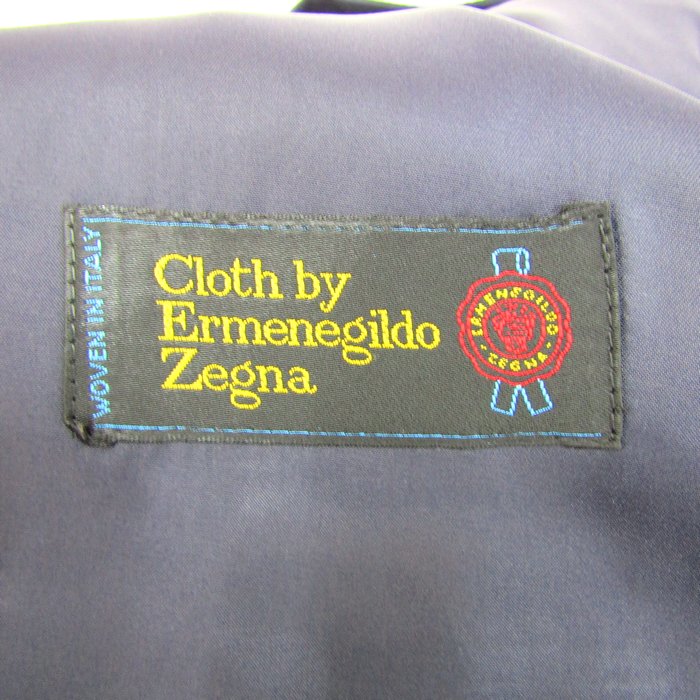 WOVEN IN ITALY
Cloth by
Ermenegildo
Zegna
ERMENEGILDO
ZEGNA